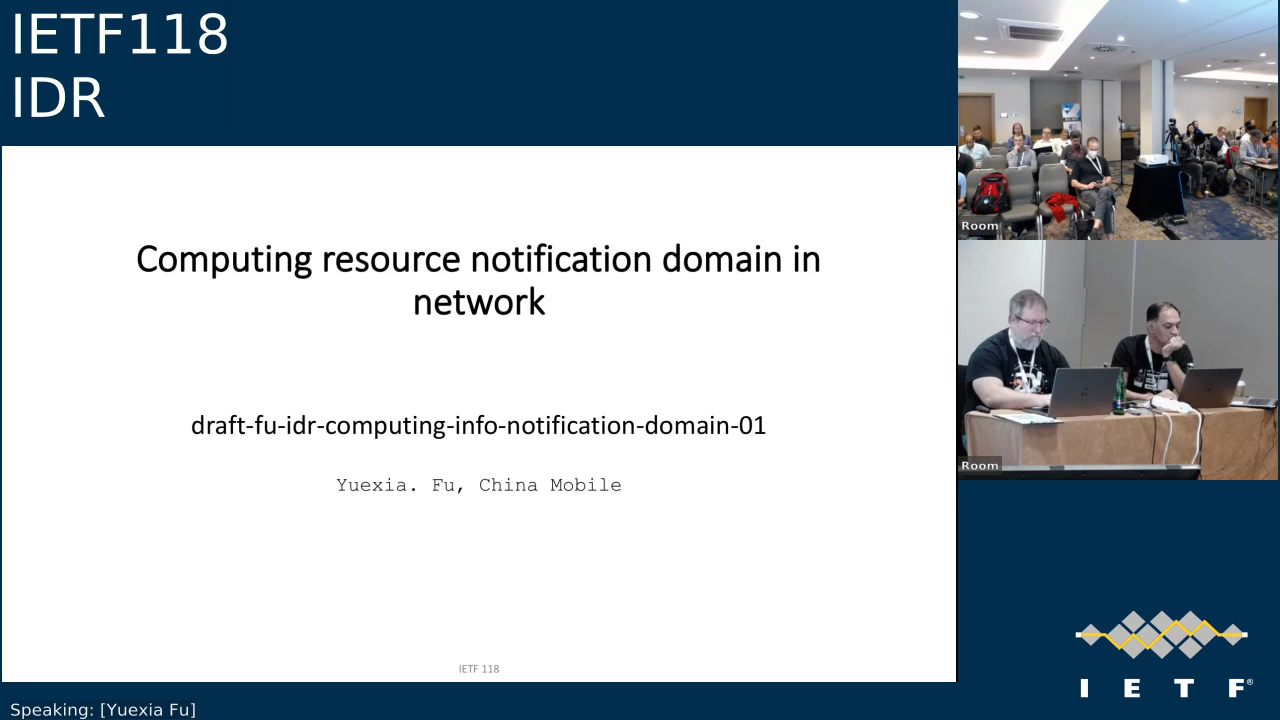 IETF118
IDR
Computing resource notification domain in
network
draft-fu-idr-computing-info-notification-domain-01
Yuexia. Fu, China Mobile
IETF 118
Room
Room
I E T F®
Speaking: [Yuexia Fu]